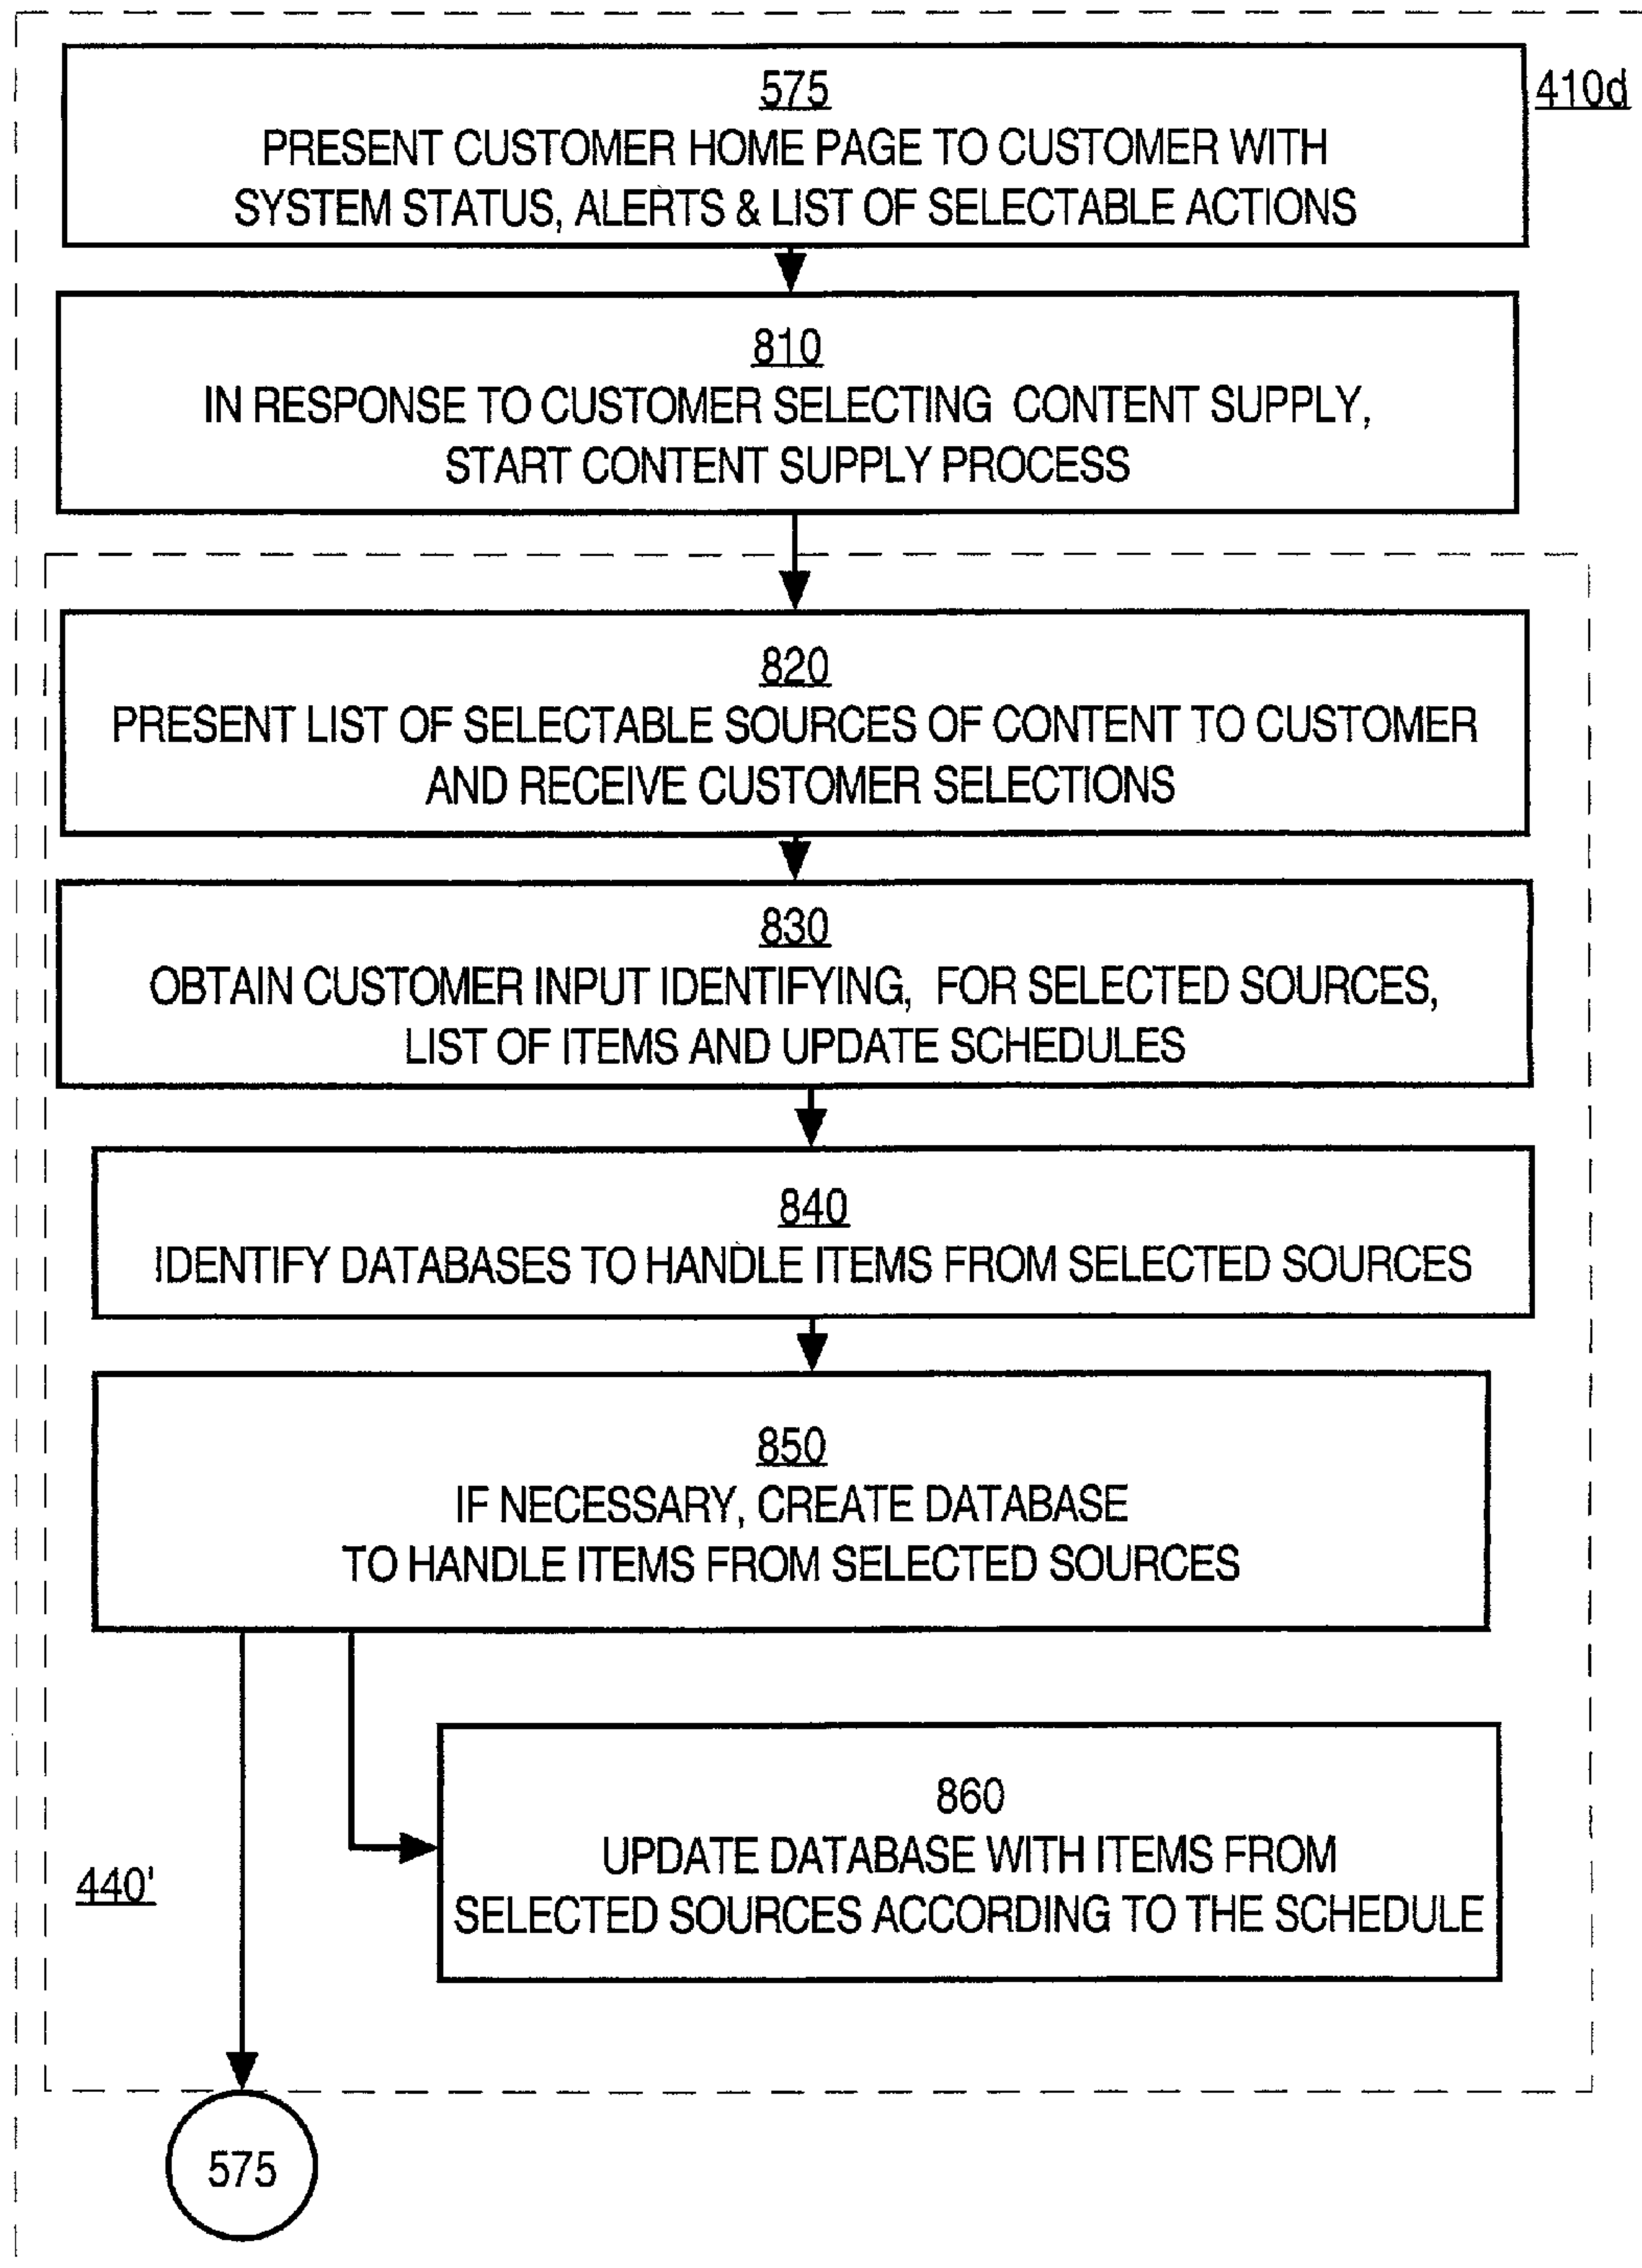 575
410d
PRESENT CUSTOMER HOME PAGE TO CUSTOMER WITH
SYSTEM STATUS, ALERTS & LIST OF SELECTABLE ACTIONS
810
IN RESPONSE TO CUSTOMER SELECTING CONTENT SUPPLY,
START CONTENT SUPPLY PROCESS
820
PRESENT LIST OF SELECTABLE SOURCES OF CONTENT TO CUSTOMER
AND RECEIVE CUSTOMER SELECTIONS
830
OBTAIN CUSTOMER INPUT IDENTIFYING, FOR SELECTED SOURCES,
LIST OF ITEMS AND UPDATE SCHEDULES
840
IDENTIFY DATABASES TO HANDLE ITEMS FROM SELECTED SOURCES
850
IF NECESSARY, CREATE DATABASE
TO HANDLE ITEMS FROM SELECTED SOURCES
860
UPDATE DATABASE WITH ITEMS FROM
SELECTED SOURCES ACCORDING TO THE SCHEDULE
440'
575